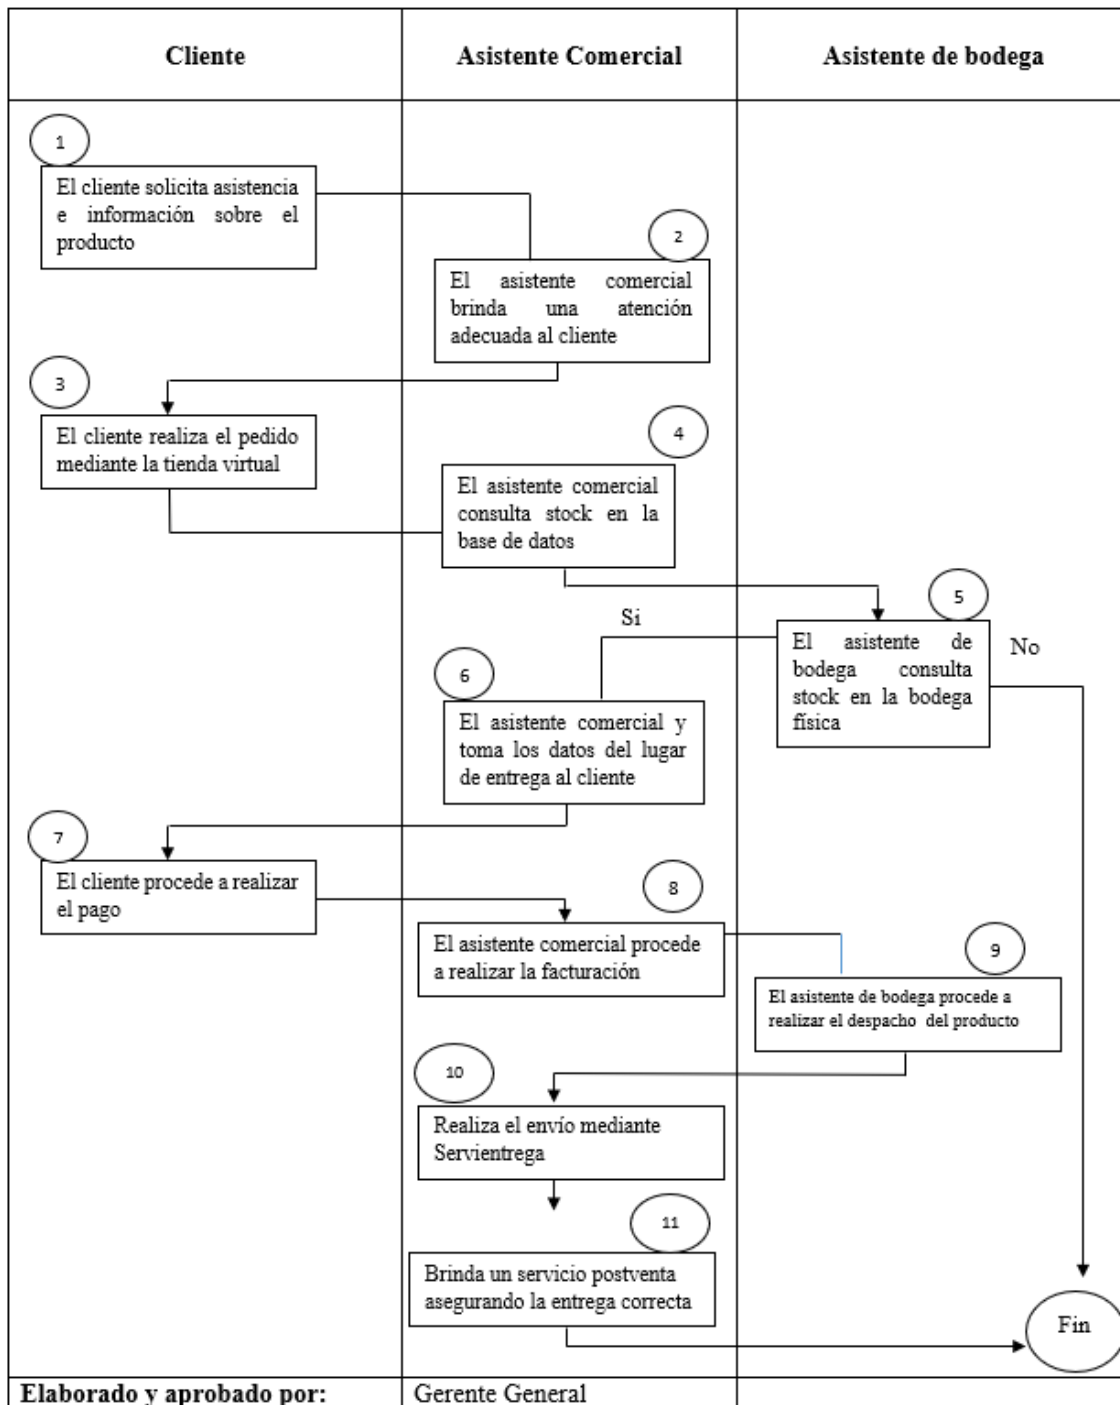 Cliente
Asistente Comercial
Asistente de bodega
1
El cliente solicita asistencia
e información sobre el
producto
2
El asistente comercial
brinda una atención
adecuada al cliente
3
El cliente realiza el pedido
mediante la tienda virtual
4
El asistente comercial
consulta stock en la
base de datos
5
El asistente de
bodega consulta
stock en la bodega
física
Si
No
6
El asistente comercial y
toma los datos del lugar
de entrega al cliente
7
El cliente procede a realizar
el pago
8
El asistente comercial procede
a realizar la facturación
9
El asistente de bodega procede a
realizar el despacho del producto
10
Realiza el envío mediante
Servientrega
11
Brinda un servicio postventa
asegurando la entrega correcta
Fin
Elaborado y aprobado por:
Gerente General